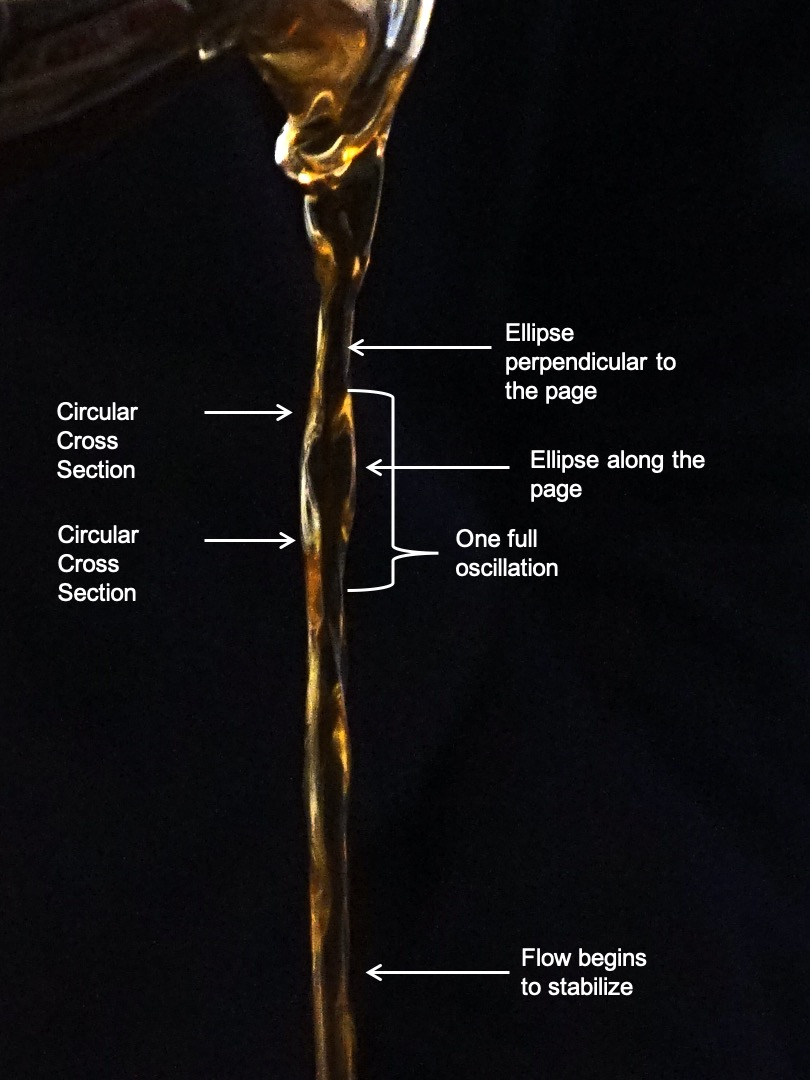 Ellipse
perpendicular to
the page
Circular
Cross
Section
Ellipse along the
page
Circular
Cross
Section
One full
oscillation
Flow begins
to stabilize